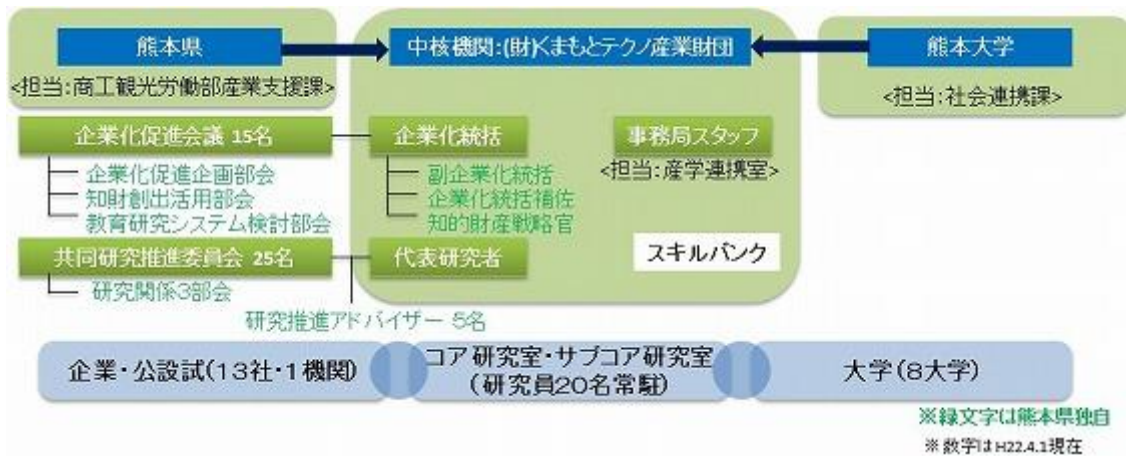 熊本県
中核機関:(財)くまもとテクノ産業財団
熊本大学
<担当:商工観光労働部産業支援課>
<担当:社会連携課>
企業化促進会議 15名
企業化統括
事務局スタッフ
<担当:産学連携室>
企業化促進企画部会
知財創出活用部会
教育研究システム検討部会
副企業化統括
企業化統括補佐
知的財産戦略官
共同研究推進委員会 25名
代表研究者
スキルバンク
研究関係3部会
研究推進アドバイザー 5名
企業・公設試(13社・1機関)
コア研究室・サブコア研究室
(研究員20名常駐)
大学(8大学)
※緑文字は熊本県独自
※数字はH22.4.1現在